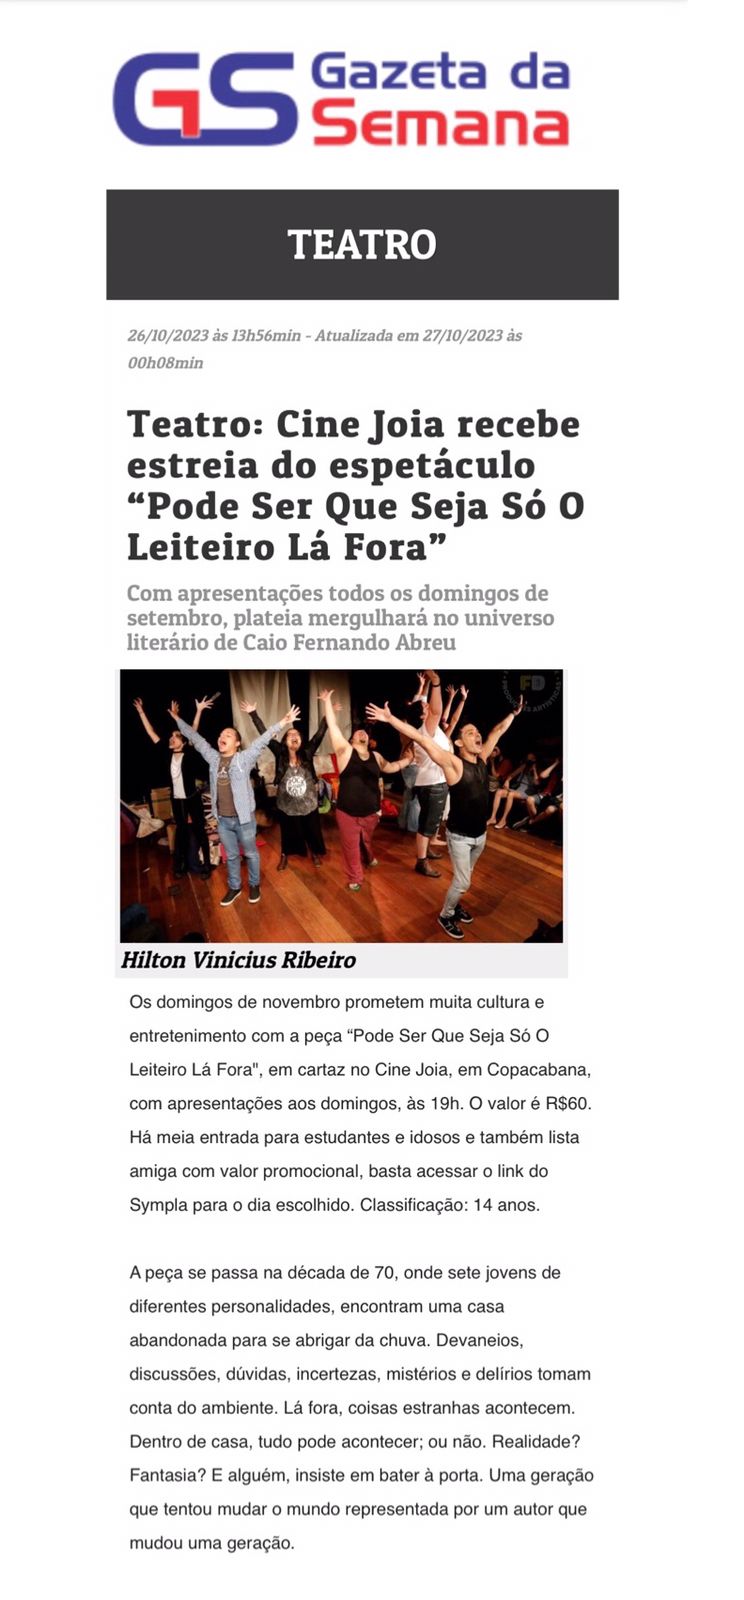 GS Gazeta da
Semana
TEATRO
26/10/2023 às 13h56min - Atualizada em 27/10/2023 às
00h08min
Teatro: Cine Joia recebe
estreia do espetáculo
“Pode Ser Que Seja Só O
Leiteiro Lá Fora”
Com apresentações todos os domingos de
setembro, plateia mergulhará no universo
literário de Caio Fernando Abreu
FD
PRODUÇÕES ARTÍSTICAS
Hilton Vinicius Ribeiro
Os domingos de novembro prometem muita cultura e
entretenimento com a peça “Pode Ser Que Seja Só O
Leiteiro Lá Fora", em cartaz no Cine Joia, em Copacabana,
com apresentações aos domingos, às 19h. O valor é R$60.
Há meia entrada para estudantes e idosos e também lista
amiga com valor promocional, basta acessar o link do
Sympla para o dia escolhido. Classificação: 14 anos.
A peça se passa na década de 70, onde sete jovens de
diferentes personalidades, encontram uma casa
abandonada para se abrigar da chuva. Devaneios,
discussões, dúvidas, incertezas, mistérios e delírios tomam
conta do ambiente. Lá fora, coisas estranhas acontecem.
Dentro de casa, tudo pode acontecer; ou não. Realidade?
Fantasia? E alguém, insiste em bater à porta. Uma geração
que tentou mudar o mundo representada por um autor que
mudou uma geração.